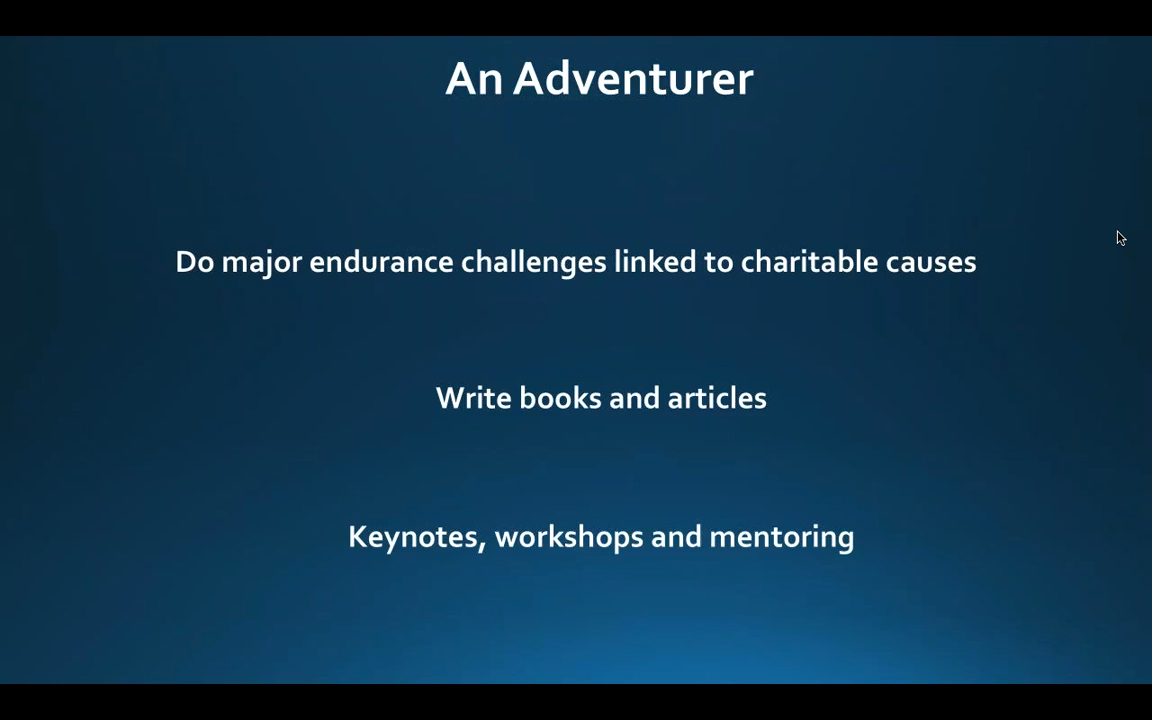 An Adventurer
Do major endurance challenges linked to charitable causes
Write books and articles
Keynotes, workshops and mentoring